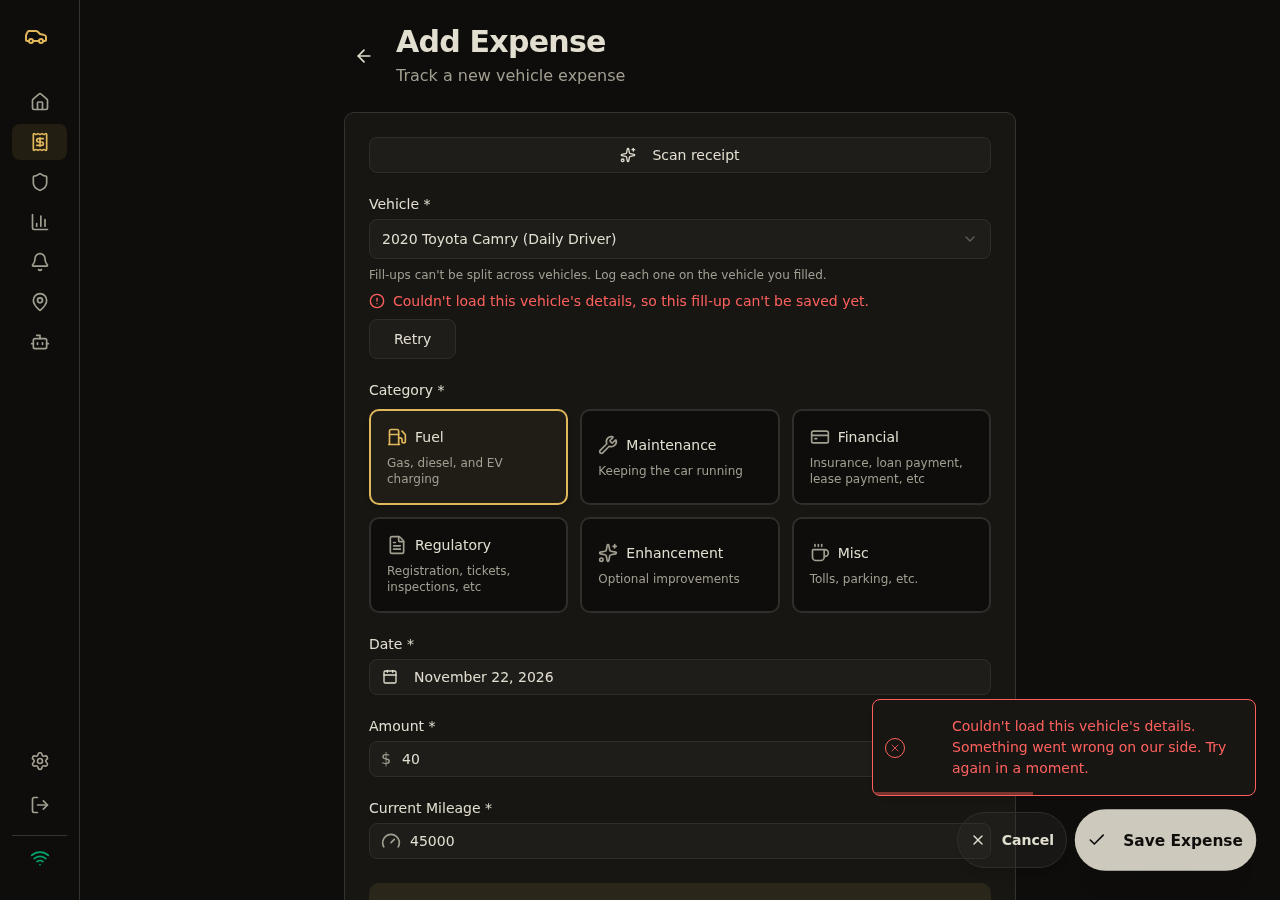 Add Expense
Track a new vehicle expense
Scan receipt
Vehicle *
2020 Toyota Camry (Daily Driver)
Fill-ups can't be split across vehicles. Log each one on the vehicle you filled.
Couldn't load this vehicle's details, so this fill-up can't be saved yet.
Retry
Category *
Fuel
Gas, diesel, and EV
charging
Maintenance
Keeping the car running
Financial
Insurance, loan payment,
lease payment, etc
Regulatory
Registration, tickets,
inspections, etc
Enhancement
Optional improvements
Misc
Tolls, parking, etc.
Date *
November 22, 2026
Amount *
$ 40
Current Mileage *
45000
Couldn't load this vehicle's details.
Something went wrong on our side. Try
again in a moment.
Cancel
Save Expense